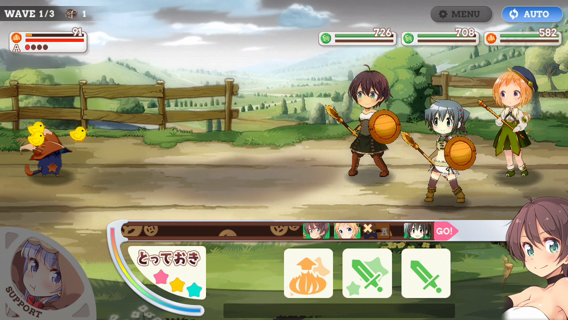 WAVE 1/3 1
MENU
AUTO
91
A
726
708
582
A
GO!
とっておき
SUPPORT